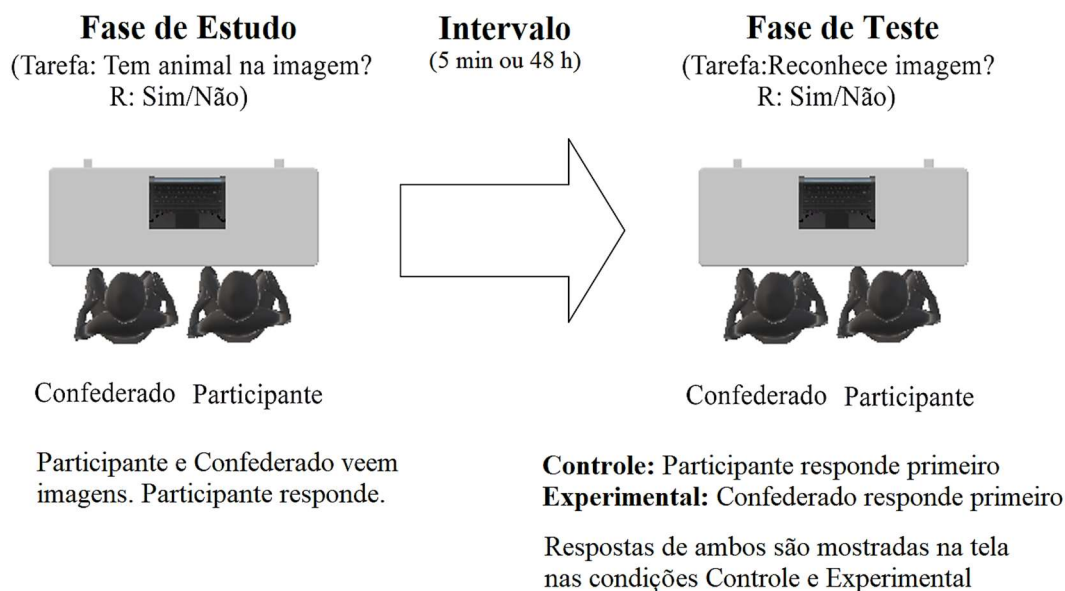 Fase de Estudo
(Tarefa: Tem animal na imagem?
R: Sim/Não)
Intervalo
(5 min ou 48 h)
Fase de Teste
(Tarefa:Reconhece imagem?
R: Sim/Não)
Confederado Participante
Confederado Participante
Participante e Confederado veem
imagens. Participante responde.
Controle: Participante responde primeiro
Experimental: Confederado responde primeiro
Respostas de ambos são mostradas na tela
nas condições Controle e Experimental